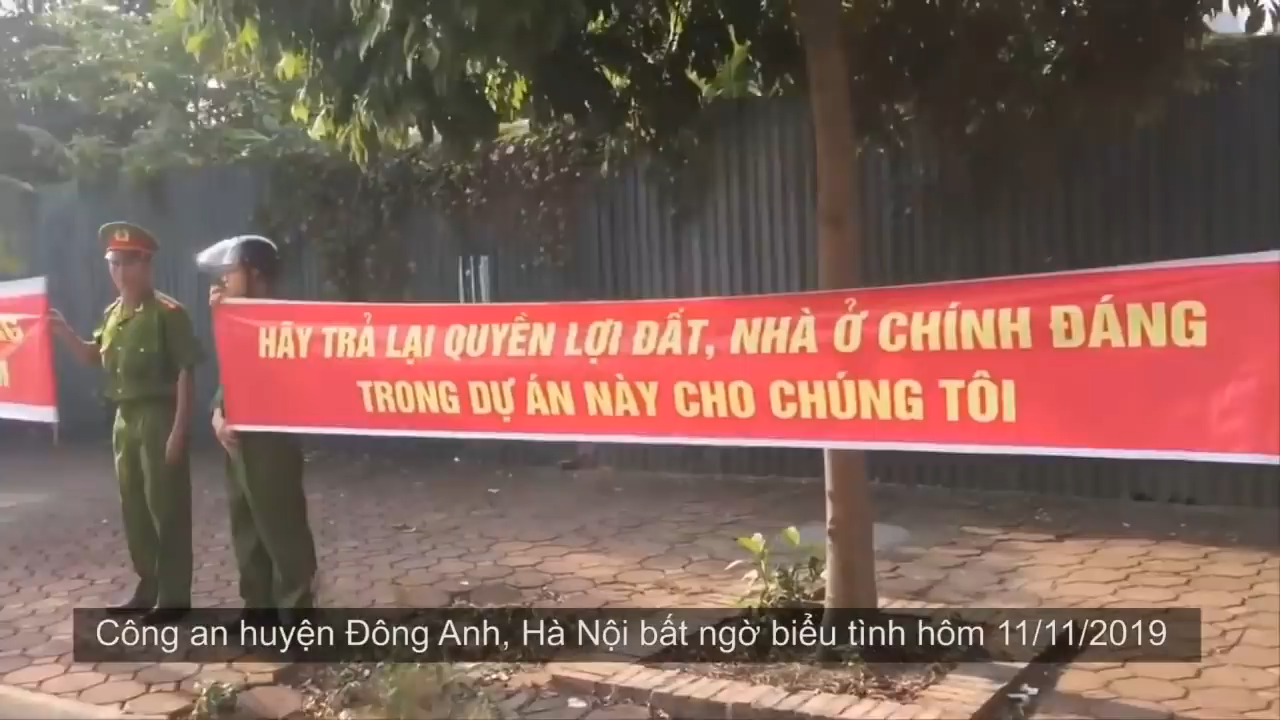 HÃY TRẢ LẠI QUYỀN LỢI ĐẤT, NHÀ Ở CHÍNH ĐÁNG
TRONG DỰ ÁN NÀY CHO CHÚNG TÔI
Công an huyện Đông Anh, Hà Nội bất ngờ biểu tình hôm 11/11/2019